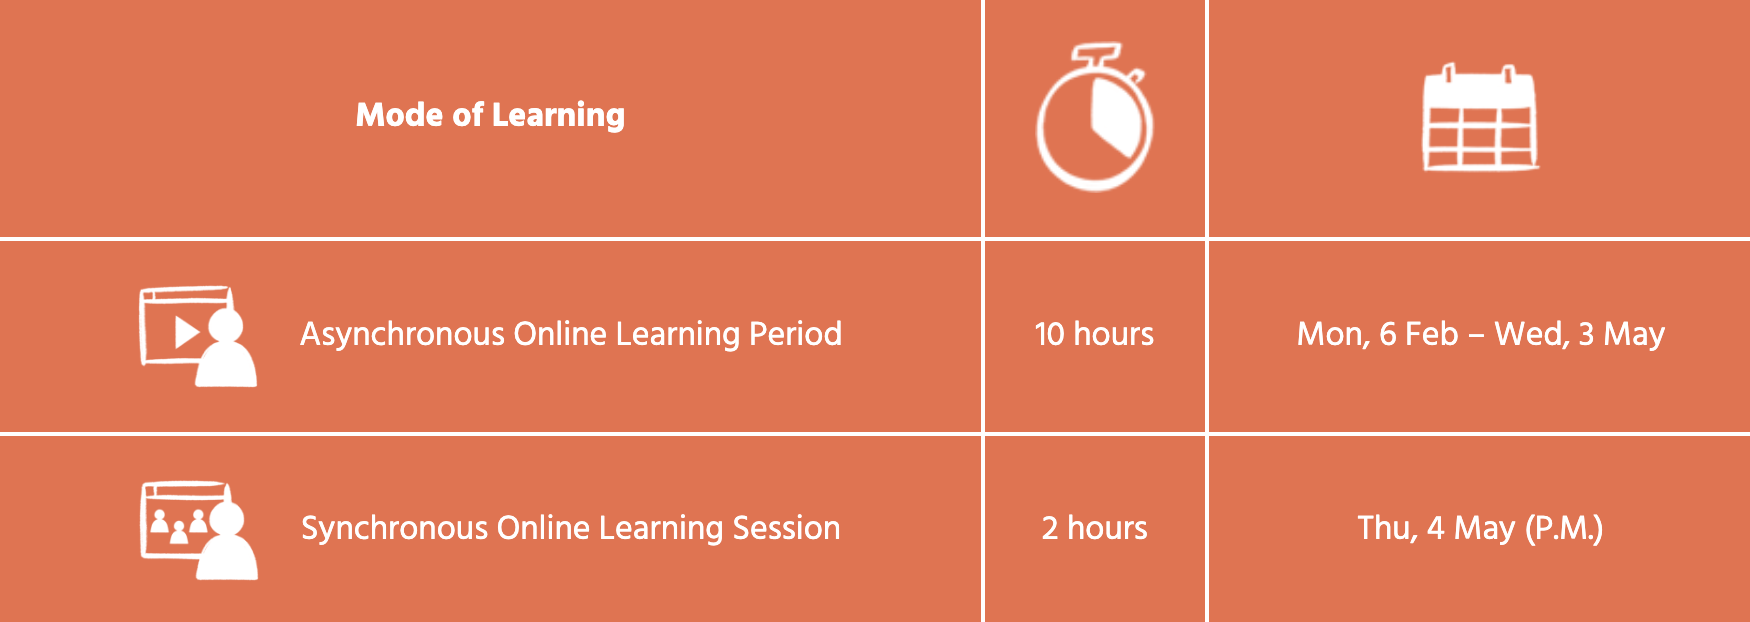 Mode of Learning
Asynchronous Online Learning Period 10 hours Mon, 6 Feb – Wed, 3 May
Synchronous Online Learning Session 2 hours Thu, 4 May (P.M.)